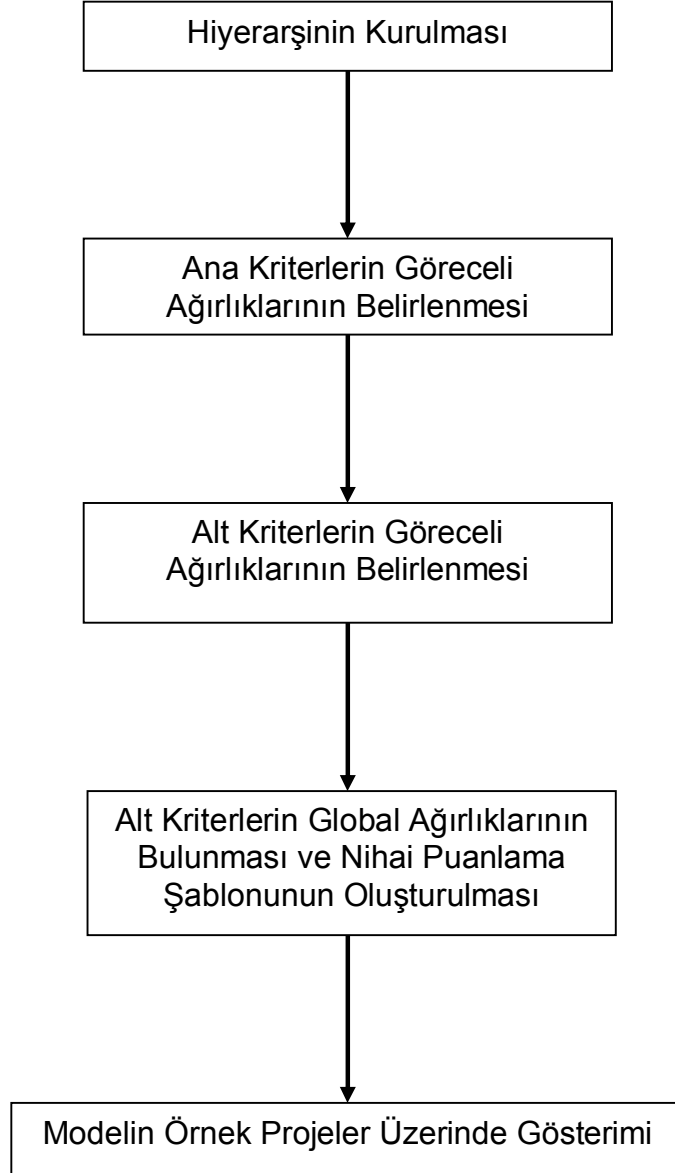 Hiyerarşinin Kurulması
Ana Kriterlerin Göreceli
Ağırlıklarının Belirlenmesi
Alt Kriterlerin Göreceli
Ağırlıklarının Belirlenmesi
Alt Kriterlerin Global Ağırlıklarının
Bulunması ve Nihai Puanlama
Şablonunun Oluşturulması
Modelin Örnek Projeler Üzerinde Gösterimi